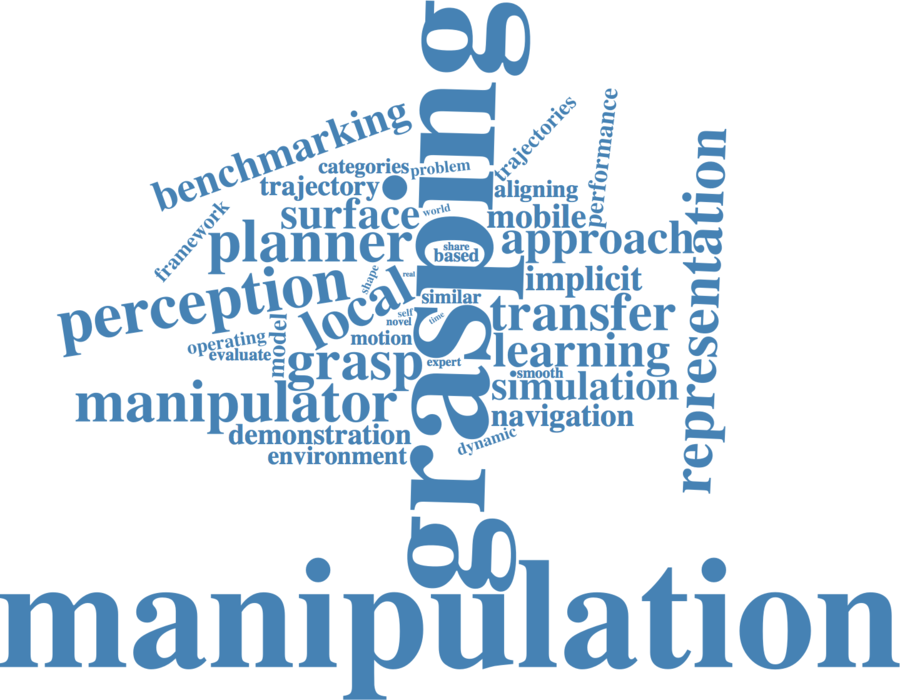 grasping
benchmarking
trajectories
performance
categories
problem
representation
trajectory
aligning
framework
surface
world
mobile
planner
share
based
approach
perception
shape
real
implicit
local
similar
self
novel
time
transfer
operating
evaluate
model
motion
learning
grasp
expert
smooth
simulation
manipulator
navigation
demonstration
dynamic
environment
manipulation